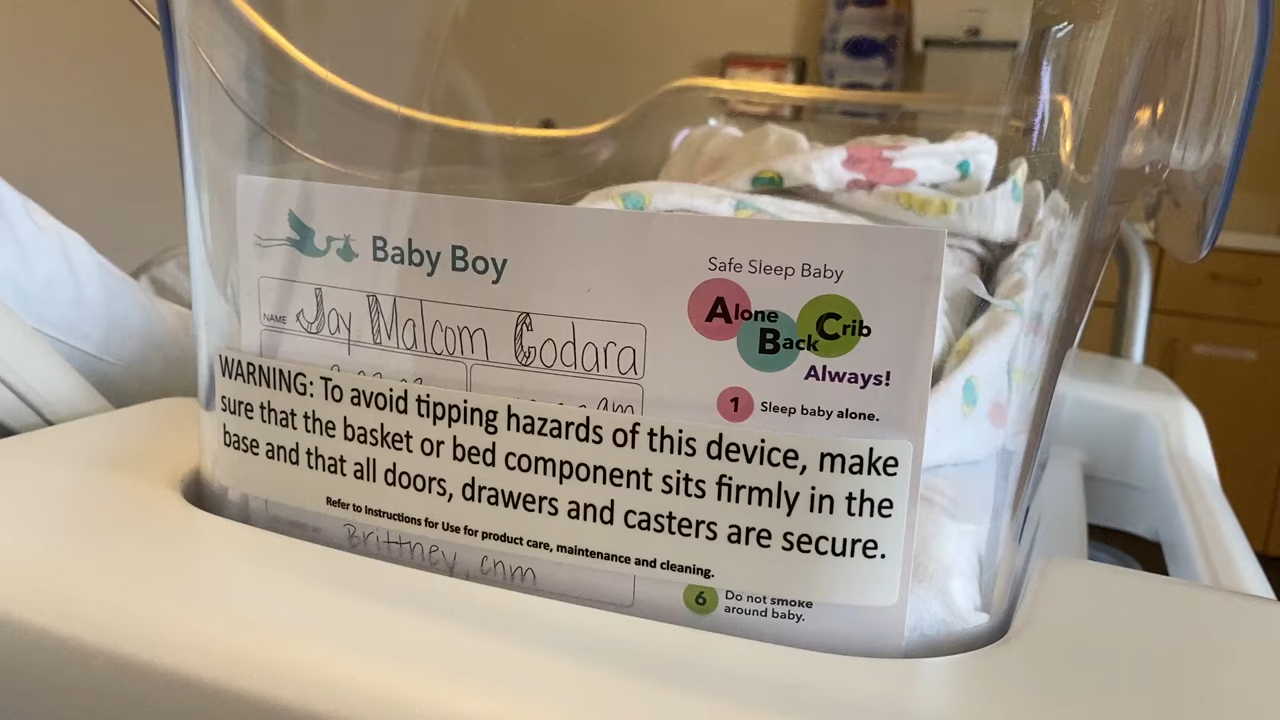 Baby Boy
NAME Jay Malcom Godara
Safe Sleep Baby
Alone
Back
Crib
Always!
1 Sleep baby alone.
am
WARNING: To avoid tipping hazards of this device, make
sure that the basket or bed component sits firmly in the
base and that all doors, drawers and casters are secure.
Refer to Instructions for Use for product care, maintenance and cleaning.
Brittney, cnm
6 Do not smoke
around baby.